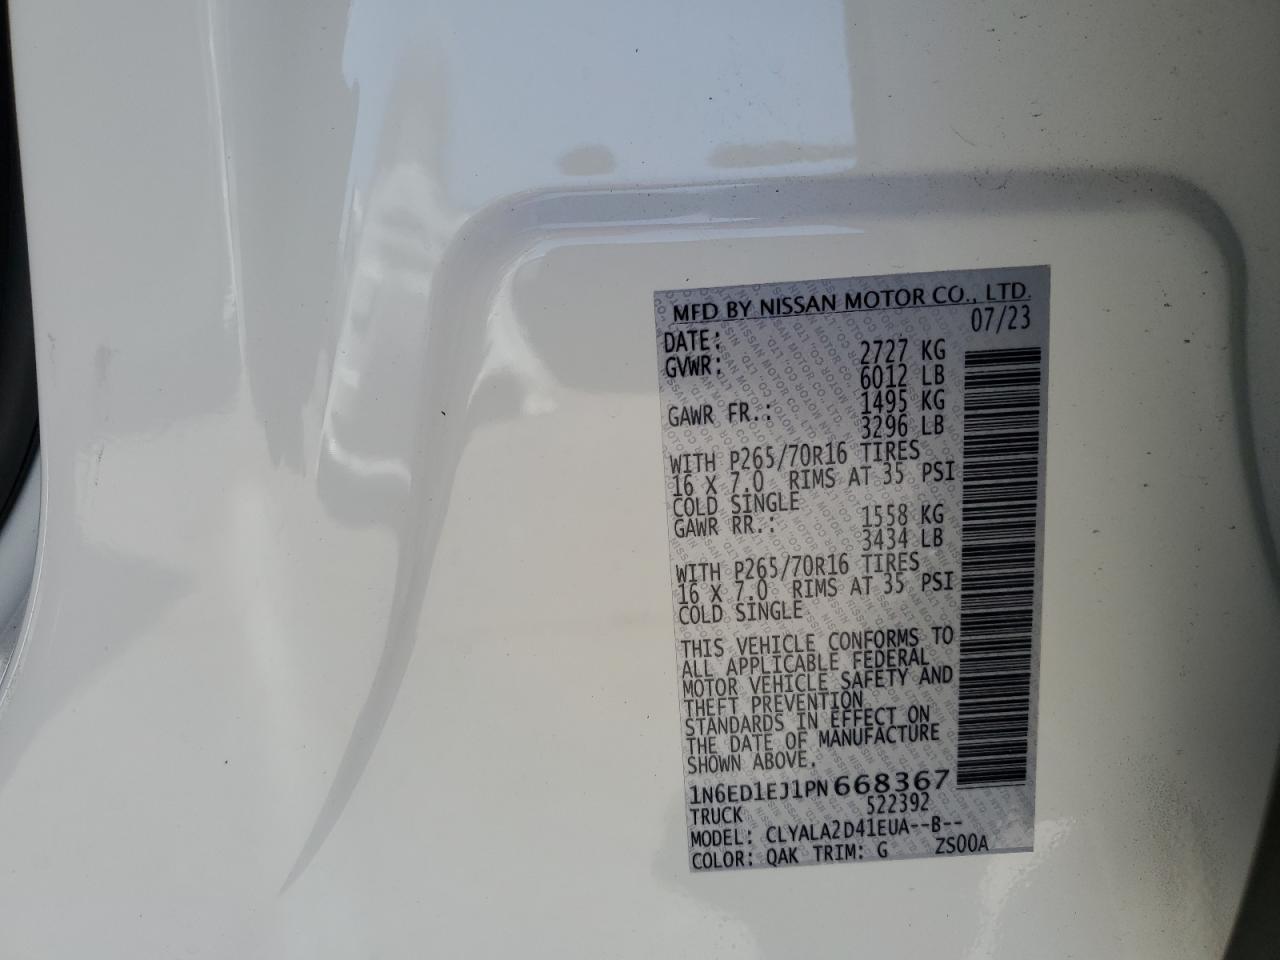 MFD BY NISSAN MOTOR CO., LTD.
DATE: 07/23
GVWR: 2727 KG
6012 LB
GAWR FR.: 1495 KG
3296 LB
WITH P265/70R16 TIRES
16 X 7.0 RIMS AT 35 PSI
COLD SINGLE
GAWR RR.: 1558 KG
3434 LB
WITH P265/70R16 TIRES
16 X 7.0 RIMS AT 35 PSI
COLD SINGLE
THIS VEHICLE CONFORMS TO
ALL APPLICABLE FEDERAL
MOTOR VEHICLE SAFETY AND
THEFT PREVENTION
STANDARDS IN EFFECT ON
THE DATE OF MANUFACTURE
SHOWN ABOVE.
1N6ED1EJ1PN668367
TRUCK 522392
MODEL: CLYALA2D41EUA--B--
COLOR: QAK TRIM: G ZS00A